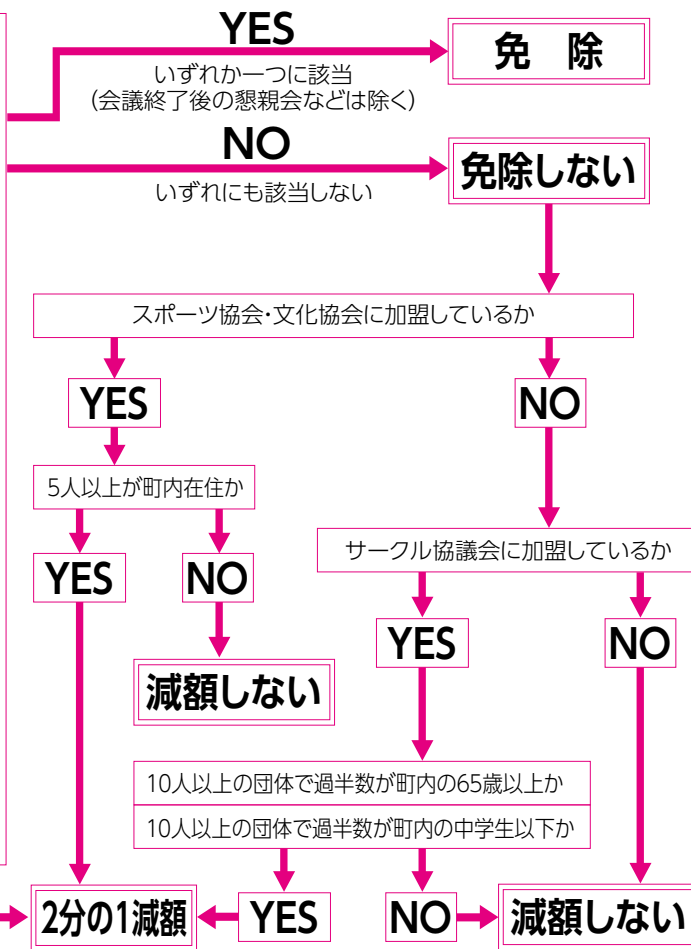 YES
免 除
いずれか一つに該当
(会議終了後の懇親会などは除く)
NO
免除しない
いずれにも該当しない
スポーツ協会・文化協会に加盟しているか
YES
NO
5人以上が町内在住か
サークル協議会に加盟しているか
YES
NO
YES
NO
減額しない
10人以上の団体で過半数が町内の65歳以上か
10人以上の団体で過半数が町内の中学生以下か
2分の1減額
YES
NO
減額しない